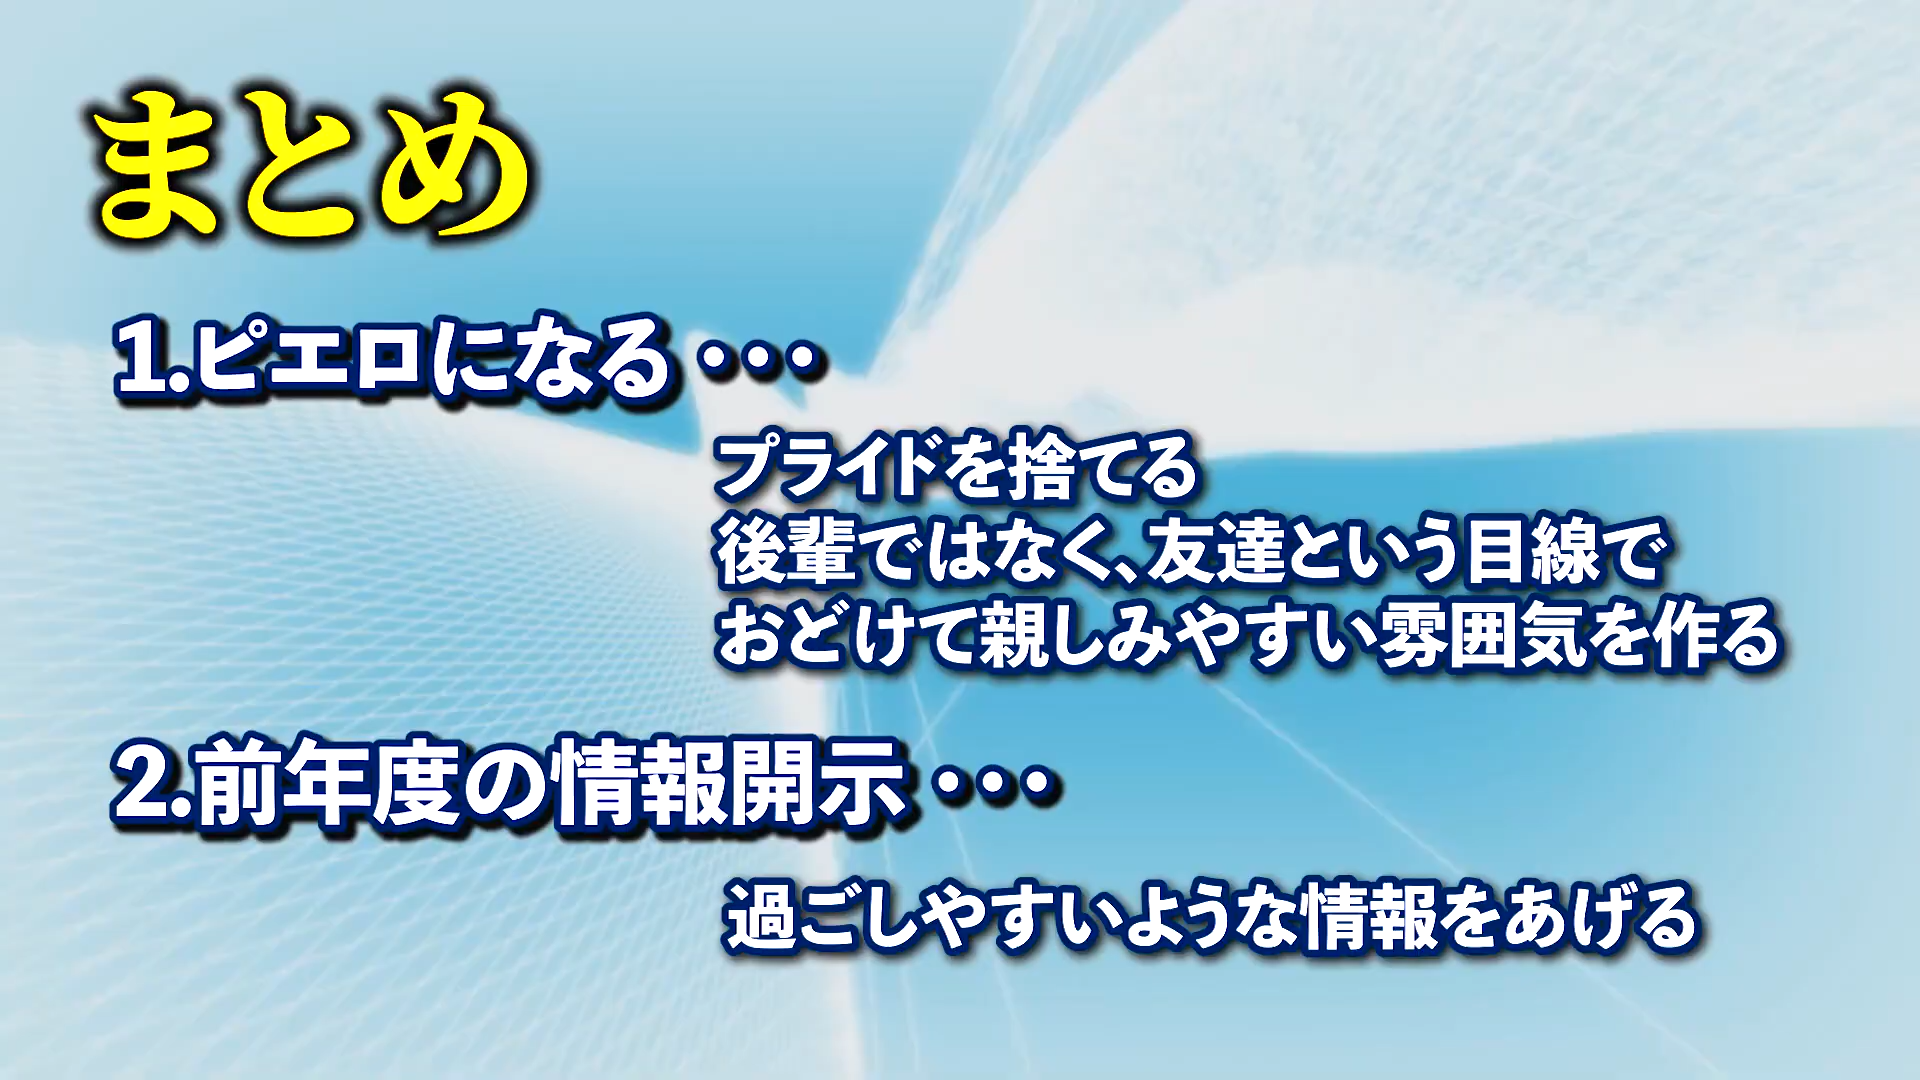 まとめ
1.ピエロになる・・・
プライドを捨てる
後輩ではなく、友達という目線で
おどけて親しみやすい雰囲気を作る
2.前年度の情報開示・・・
過ごしやすいような情報をあげる